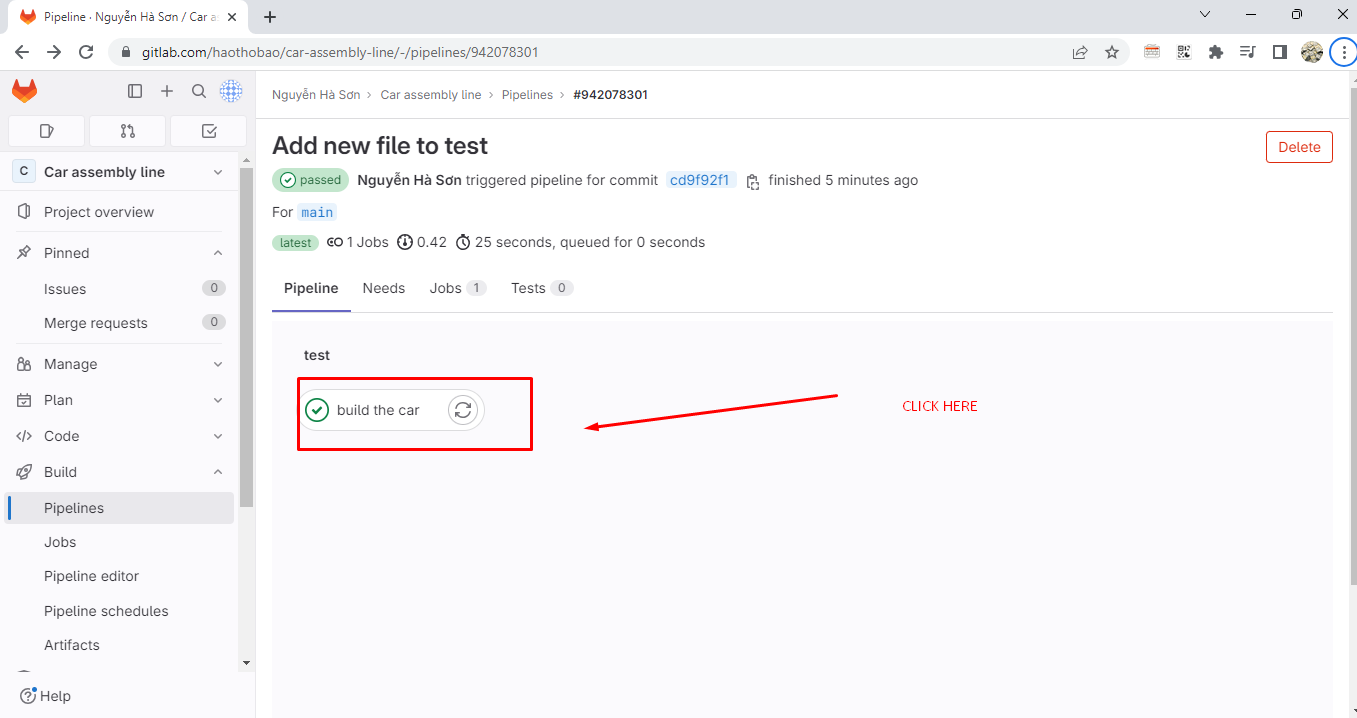 Pipeline · Nguyễn Hà Sơn / Car a
gitlab.com/haothobao/car-assembly-line/-/pipelines/942078301
Nguyễn Hà Sơn › Car assembly line › Pipelines › #942078301
C Car assembly line
Project overview
Pinned
Issues 0
Merge requests 0
Manage
Plan
Code
Build
Pipelines
Jobs
Pipeline editor
Pipeline schedules
Artifacts
Help
Add new file to test
Delete
passed Nguyễn Hà Sơn triggered pipeline for commit cd9f92f1 finished 5 minutes ago
For main
latest 1 Jobs 0.42 25 seconds, queued for 0 seconds
Pipeline Needs Jobs 1 Tests 0
test
build the car
CLICK HERE